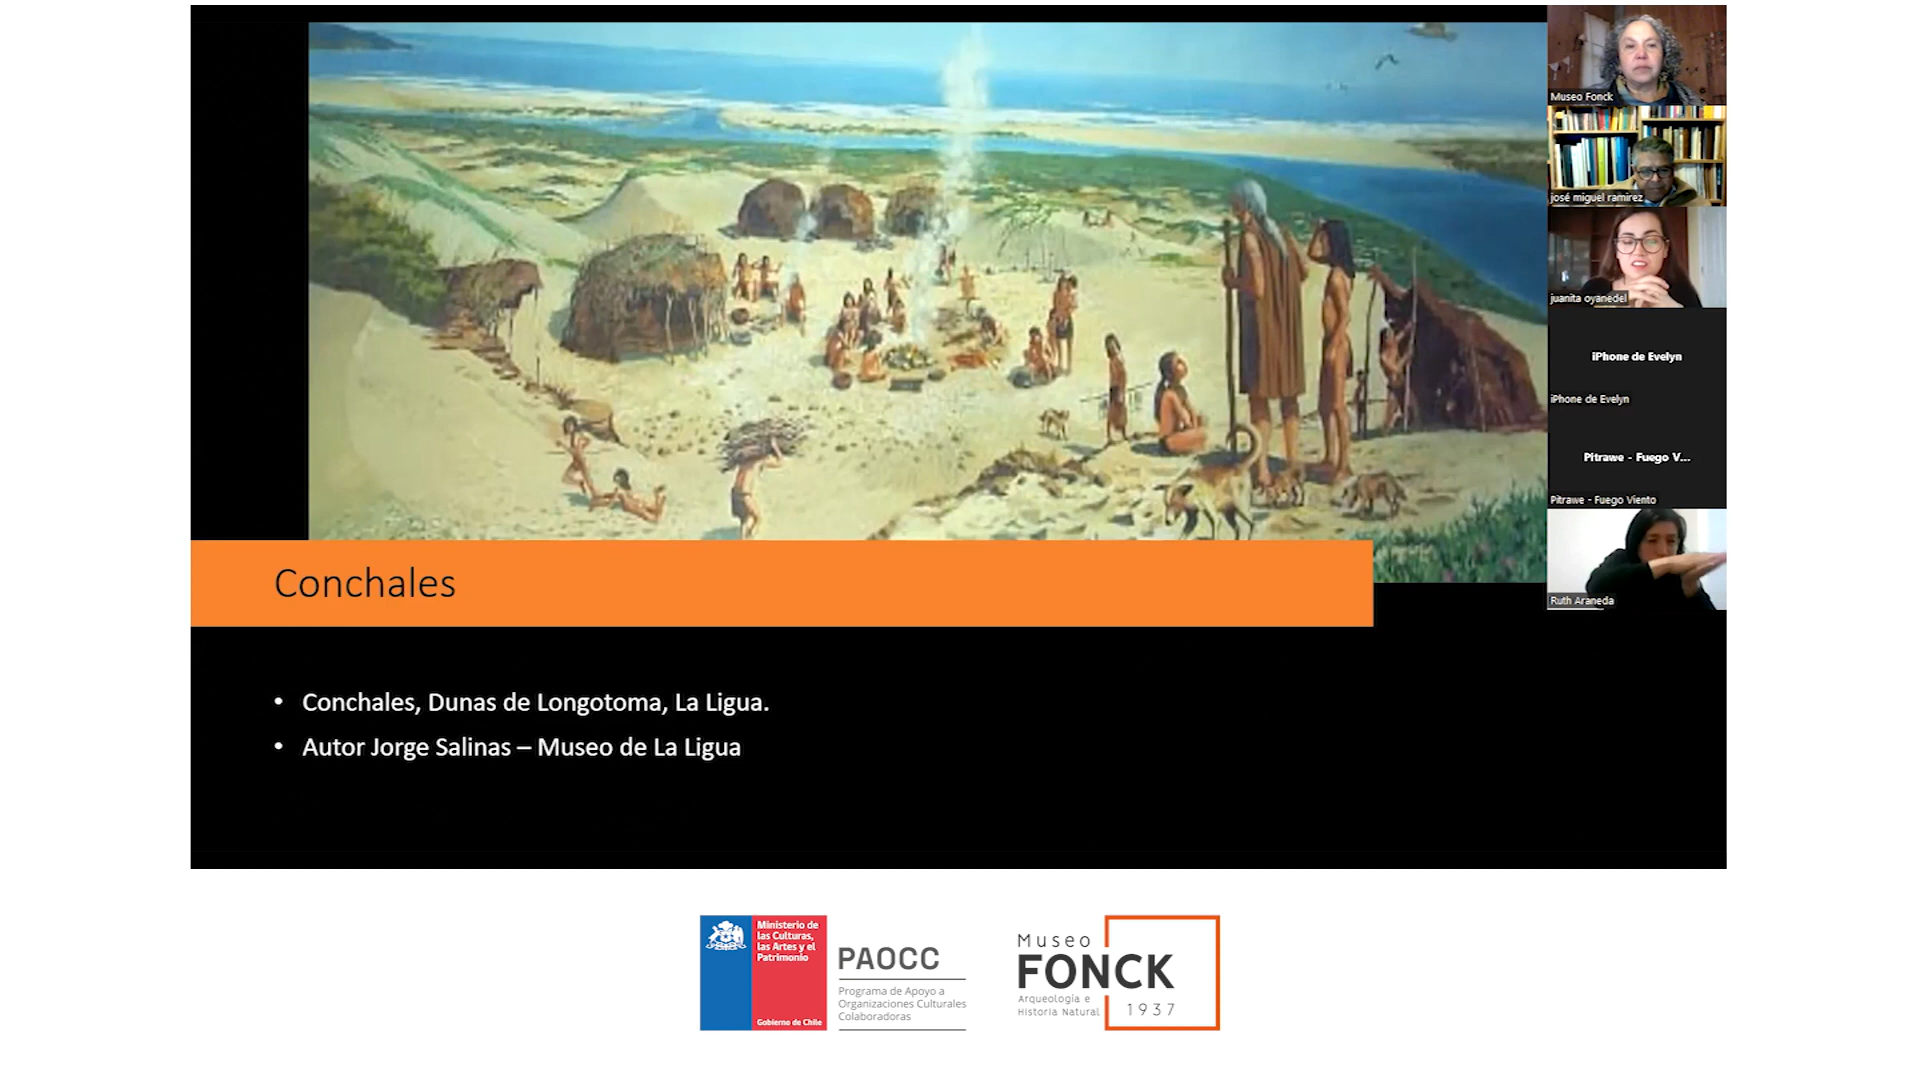 Museo Fonck
josé miguel ramirez
juanita oyanedel
iPhone de Evelyn
iPhone de Evelyn
Pitrawe - Fuego V...
Pitrawe - Fuego Viento
Ruth Araneda
Conchales
• Conchales, Dunas de Longotoma, La Ligua.
• Autor Jorge Salinas – Museo de La Ligua
Ministerio de
las Culturas,
las Artes y el
Patrimonio
Gobierno de Chile
PAOCC
Programa de Apoyo a
Organizaciones Culturales
Colaboradoras
Museo
FONCK
Arqueología e
Historia Natural
1937